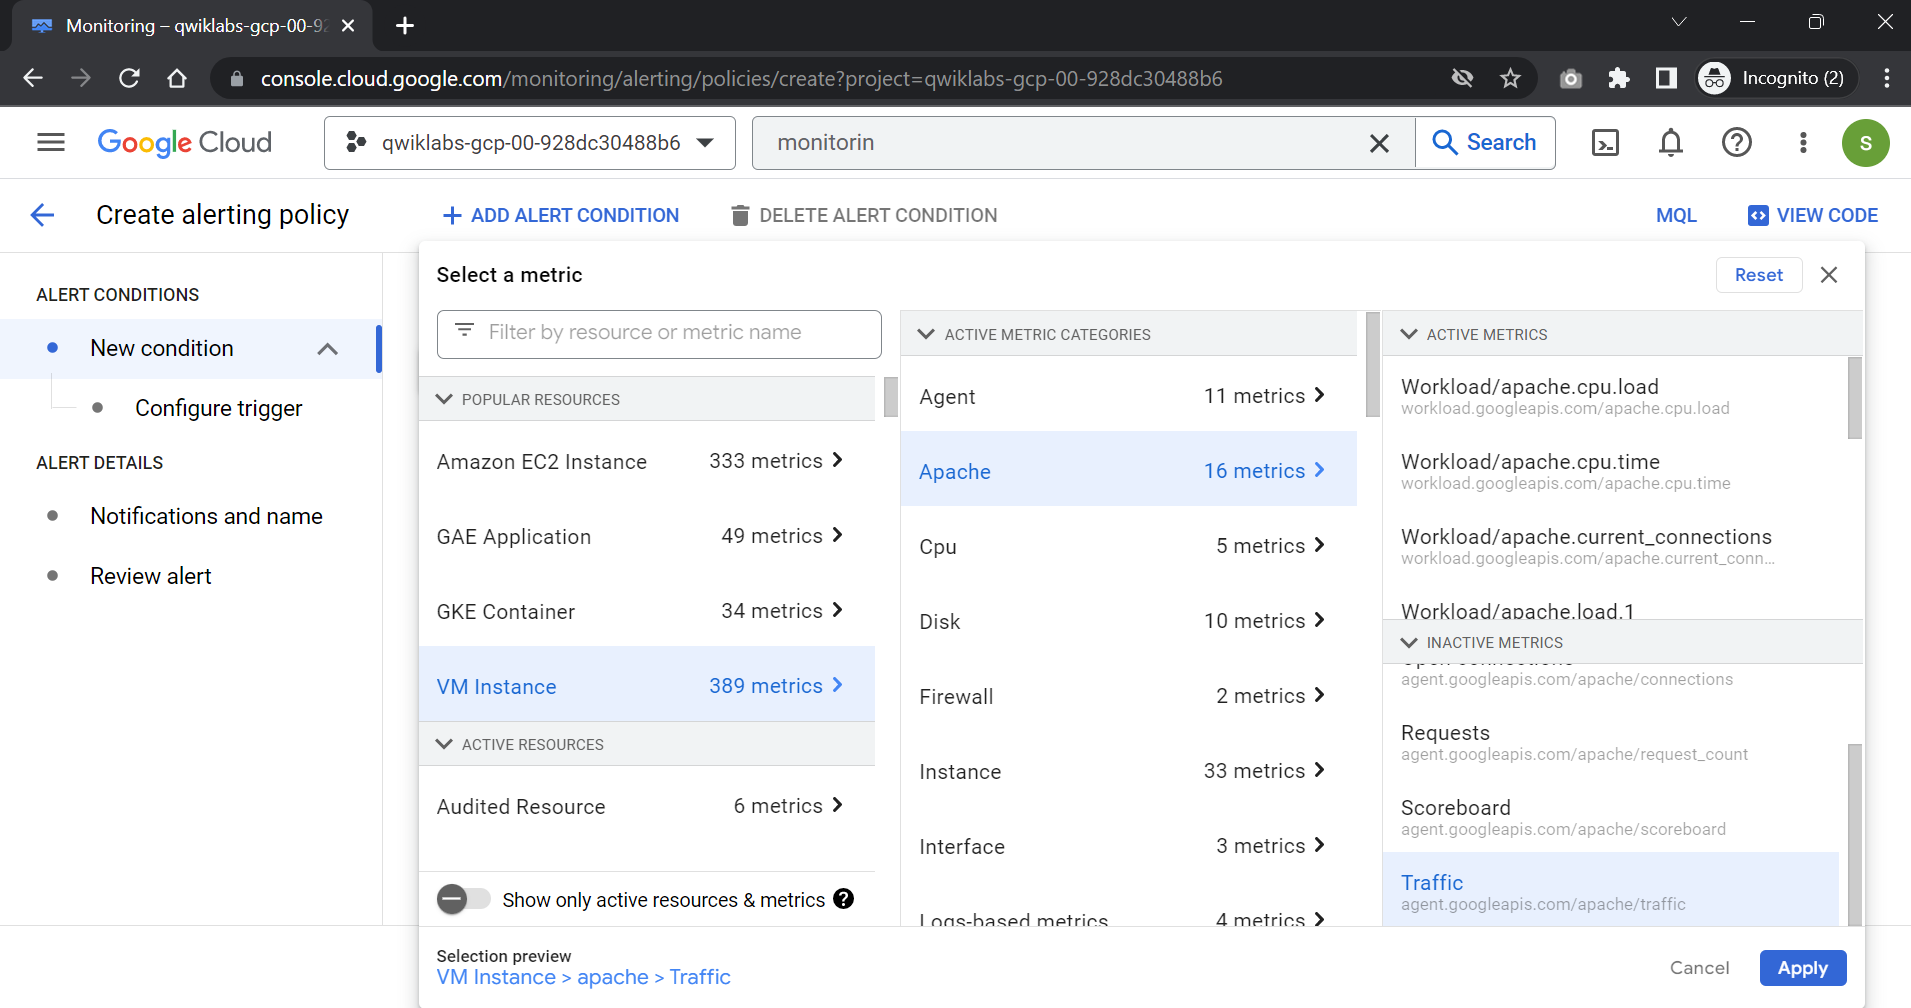 Monitoring – qwiklabs-gcp-00-92
console.cloud.google.com/monitoring/alerting/policies/create?project=qwiklabs-gcp-00-928dc30488b6
Incognito (2)
Google Cloud
qwiklabs-gcp-00-928dc30488b6
monitorin
Search
S
Create alerting policy
ADD ALERT CONDITION
DELETE ALERT CONDITION
MQL
VIEW CODE
ALERT CONDITIONS
New condition
Configure trigger
ALERT DETAILS
Notifications and name
Review alert
Select a metric
Reset
Filter by resource or metric name
POPULAR RESOURCES
Amazon EC2 Instance 333 metrics
GAE Application 49 metrics
GKE Container 34 metrics
VM Instance 389 metrics
ACTIVE RESOURCES
Audited Resource 6 metrics
Show only active resources & metrics
ACTIVE METRIC CATEGORIES
Agent 11 metrics
Apache 16 metrics
Cpu 5 metrics
Disk 10 metrics
Firewall 2 metrics
Instance 33 metrics
Interface 3 metrics
Logs-based metrics 4 metrics
ACTIVE METRICS
Workload/apache.cpu.load
workload.googleapis.com/apache.cpu.load
Workload/apache.cpu.time
workload.googleapis.com/apache.cpu.time
Workload/apache.current_connections
workload.googleapis.com/apache.current_conn...
Workload/apache.load.1
INACTIVE METRICS
Open connections
agent.googleapis.com/apache/connections
Requests
agent.googleapis.com/apache/request_count
Scoreboard
agent.googleapis.com/apache/scoreboard
Traffic
agent.googleapis.com/apache/traffic
Selection preview
VM Instance > apache > Traffic
Cancel
Apply